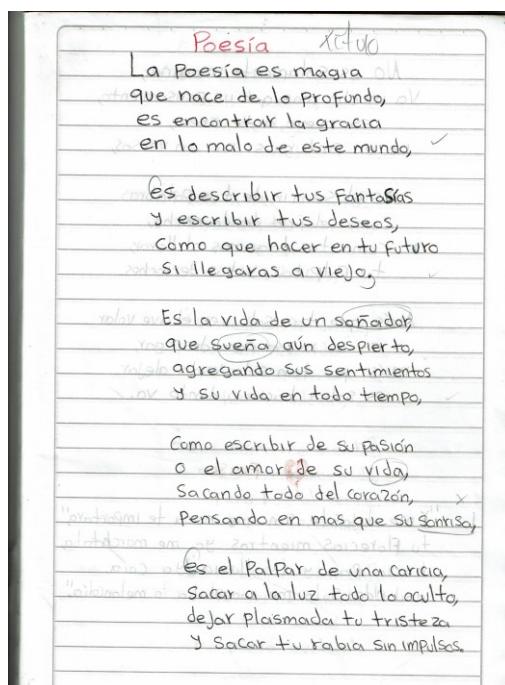 Poesía Título
La Poesía es magia
que nace de lo profundo,
es encontrar la gracia
en lo malo de este mundo,
es describir tus fantasías
y escribir tus deseos,
como que hacer en tu futuro
si llegaras a viejo,
Es la vida de un soñador,
que sueña aún despierto,
agregando sus sentimientos
y su vida en todo tiempo,
Como escribir de su pasión
o el amor de su vida,
sacando todo del corazón,
pensando en mas que su sonrisa,
es el palpar de una caricia,
sacar a la luz todo lo oculto,
dejar plasmada tu tristeza
y sacar tu rabia sin impulsos.